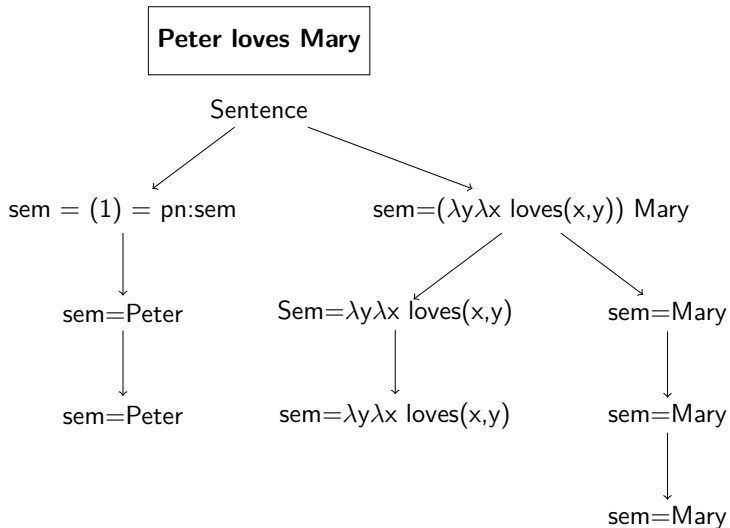 Peter loves Mary
Sentence
sem = (1) = pn:sem
sem=(λyλx loves(x,y)) Mary
sem=Peter
Sem=λyλx loves(x,y)
sem=Mary
sem=Peter
sem=λyλx loves(x,y)
sem=Mary
sem=Mary